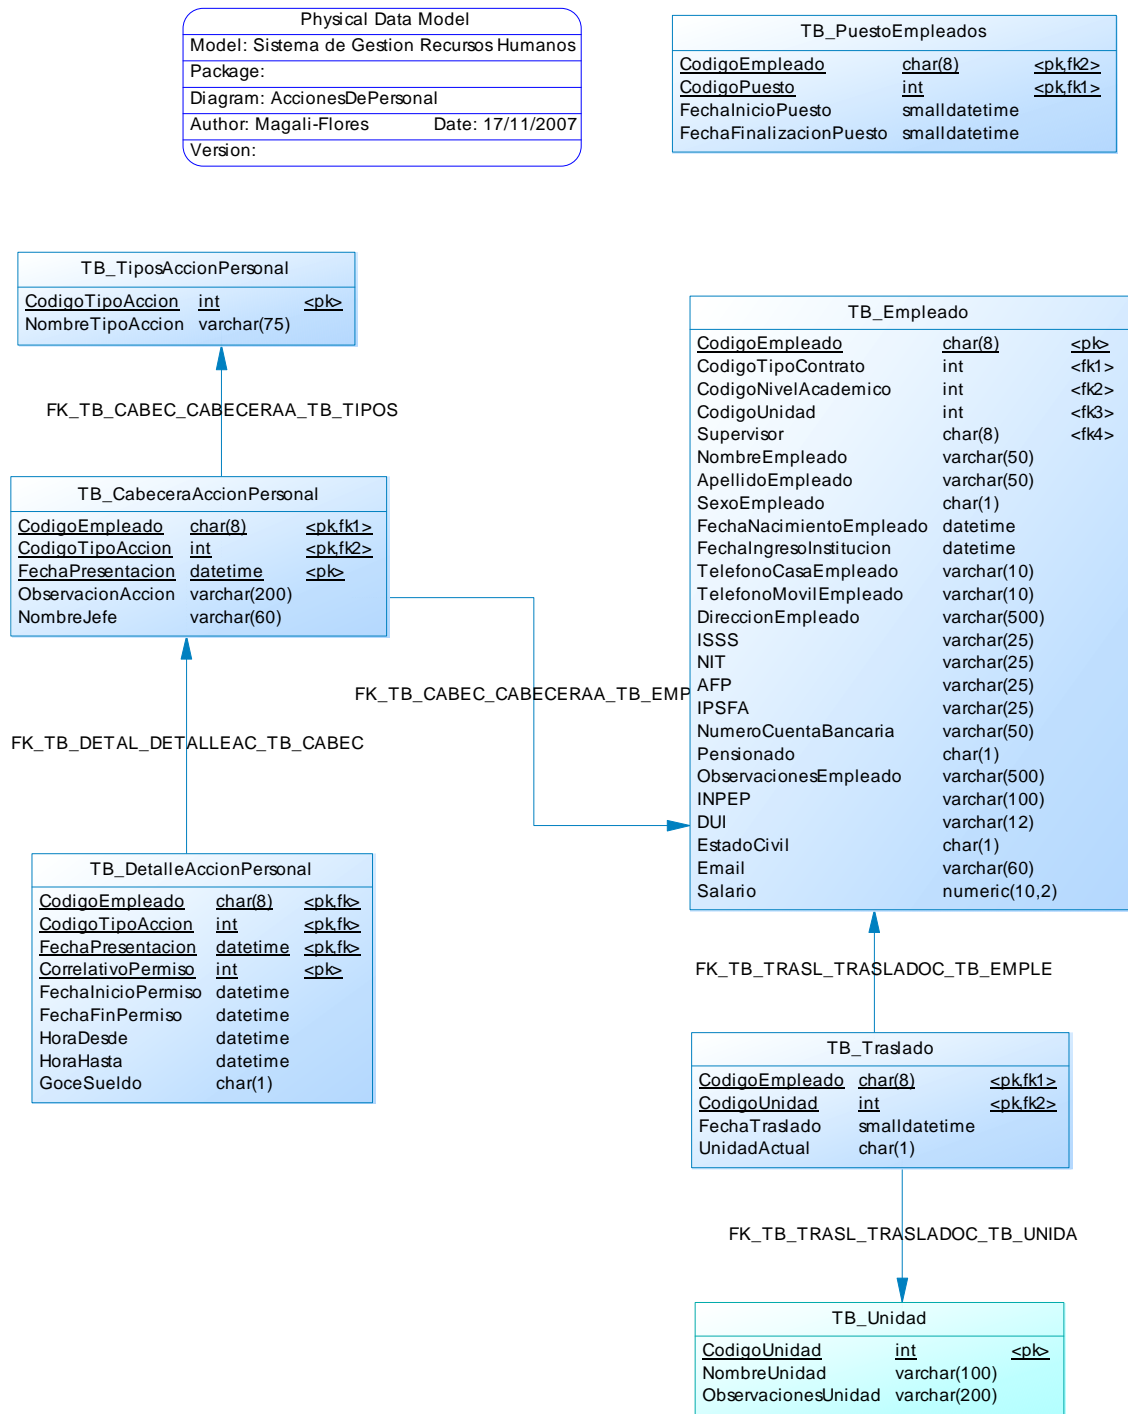 Physical Data Model
Model: Sistema de Gestion Recursos Humanos
Package:
Diagram: AccionesDePersonal
Author: Magali-Flores Date: 17/11/2007
Version:
TB_PuestoEmpleados
CodigoEmpleado char(8) <pk,fk2>
CodigoPuesto int <pk,fk1>
FechaInicioPuesto smalldatetime
FechaFinalizacionPuesto smalldatetime
TB_TiposAccionPersonal
CodigoTipoAccion int <pk>
NombreTipoAccion varchar(75)
FK_TB_CABEC_CABECERAA_TB_TIPOS
TB_CabeceraAccionPersonal
CodigoEmpleado char(8) <pk,fk1>
CodigoTipoAccion int <pk,fk2>
FechaPresentacion datetime <pk>
ObservacionAccion varchar(200)
NombreJefe varchar(60)
FK_TB_CABEC_CABECERAA_TB_EMP
FK_TB_DETAL_DETALLEAC_TB_CABEC
TB_DetalleAccionPersonal
CodigoEmpleado char(8) <pk,fk>
CodigoTipoAccion int <pk,fk>
FechaPresentacion datetime <pk,fk>
CorrelativoPermiso int <pk>
FechaInicioPermiso datetime
FechaFinPermiso datetime
HoraDesde datetime
HoraHasta datetime
GoceSueldo char(1)
TB_Empleado
CodigoEmpleado char(8) <pk>
CodigoTipoContrato int <fk1>
CodigoNivelAcademico int <fk2>
CodigoUnidad int <fk3>
Supervisor char(8) <fk4>
NombreEmpleado varchar(50)
ApellidoEmpleado varchar(50)
SexoEmpleado char(1)
FechaNacimientoEmpleado datetime
FechaIngresoInstitucion datetime
TelefonoCasaEmpleado varchar(10)
TelefonoMovilEmpleado varchar(10)
DireccionEmpleado varchar(500)
ISSS varchar(25)
NIT varchar(25)
AFP varchar(25)
IPSFA varchar(25)
NumeroCuentaBancaria varchar(50)
Pensionado char(1)
ObservacionesEmpleado varchar(500)
INPEP varchar(100)
DUI varchar(12)
EstadoCivil char(1)
Email varchar(60)
Salario numeric(10,2)
FK_TB_TRASL_TRASLADOC_TB_EMPLE
TB_Traslado
CodigoEmpleado char(8) <pk,fk1>
CodigoUnidad int <pk,fk2>
FechaTraslado smalldatetime
UnidadActual char(1)
FK_TB_TRASL_TRASLADOC_TB_UNIDA
TB_Unidad
CodigoUnidad int <pk>
NombreUnidad varchar(100)
ObservacionesUnidad varchar(200)